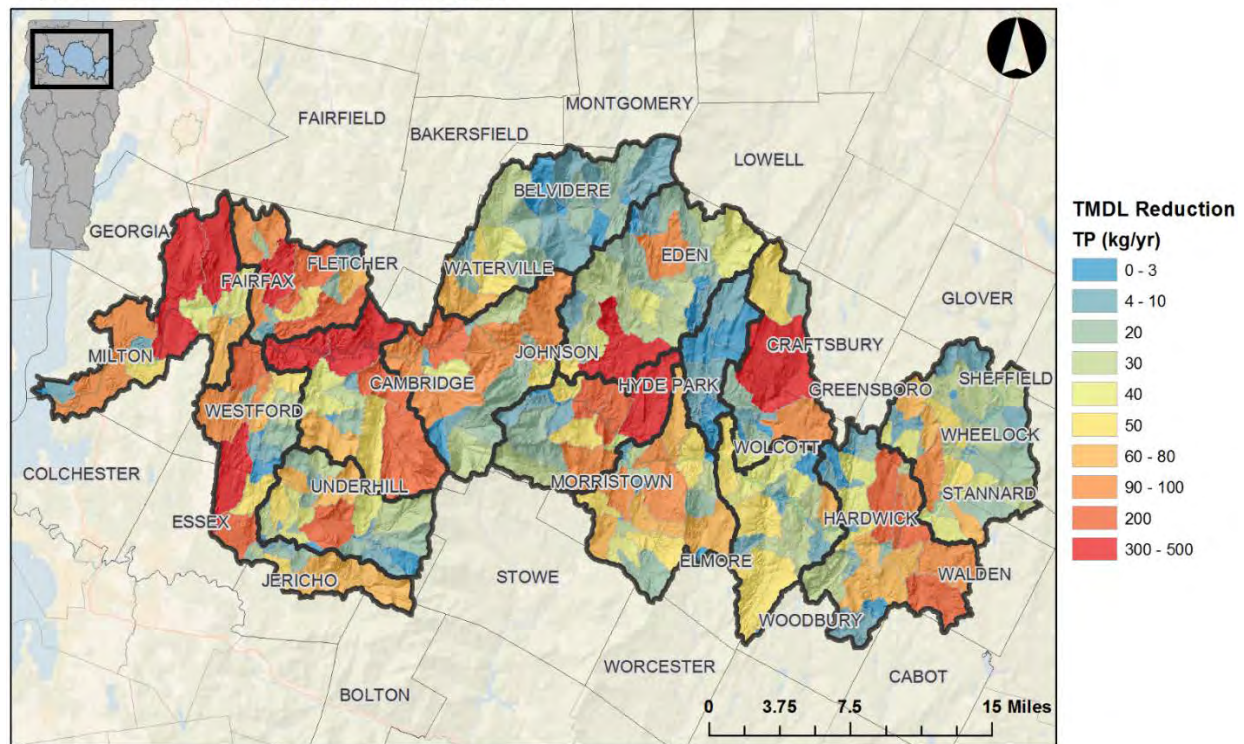 MONTGOMERY
FAIRFIELD
BAKERSFIELD
LOWELL
BELVIDERE
GEORGIA
EDEN
FLETCHER
WATERVILLE
FAIRFAX
GLOVER
MILTON
JOHNSON
CRAFTSBURY
HYDE PARK
SHEFFIELD
CAMBRIDGE
GREENSBORO
WESTFORD
WHEELOCK
WOLCOTT
COLCHESTER
UNDERHILL
MORRISTOWN
STANNARD
HARDWICK
ESSEX
ELMORE
JERICHO
STOWE
WALDEN
WOODBURY
WORCESTER
CABOT
BOLTON
0 3.75 7.5 15 Miles
TMDL Reduction
TP (kg/yr)
0 - 3
4 - 10
20
30
40
50
60 - 80
90 - 100
200
300 - 500